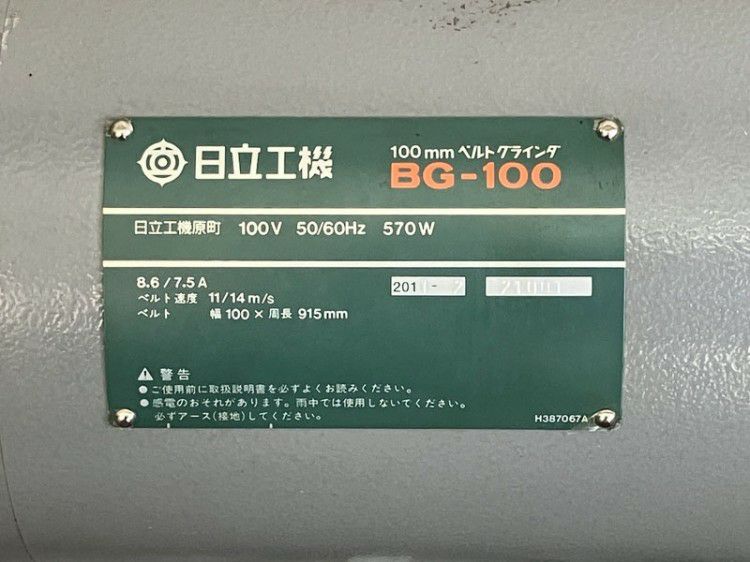 日立工機
100mm ベルトグラインダ
BG-100
日立工機原町 100V 50/60Hz 570W
8.6/7.5A
ベルト速度 11/14m/s
ベルト 幅100×周長915mm
警告
●ご使用前に取扱説明書を必ずよくお読みください。
●感電のおそれがあります。雨中では使用しないでください。
必ずアース(接地)してください。
H387067A